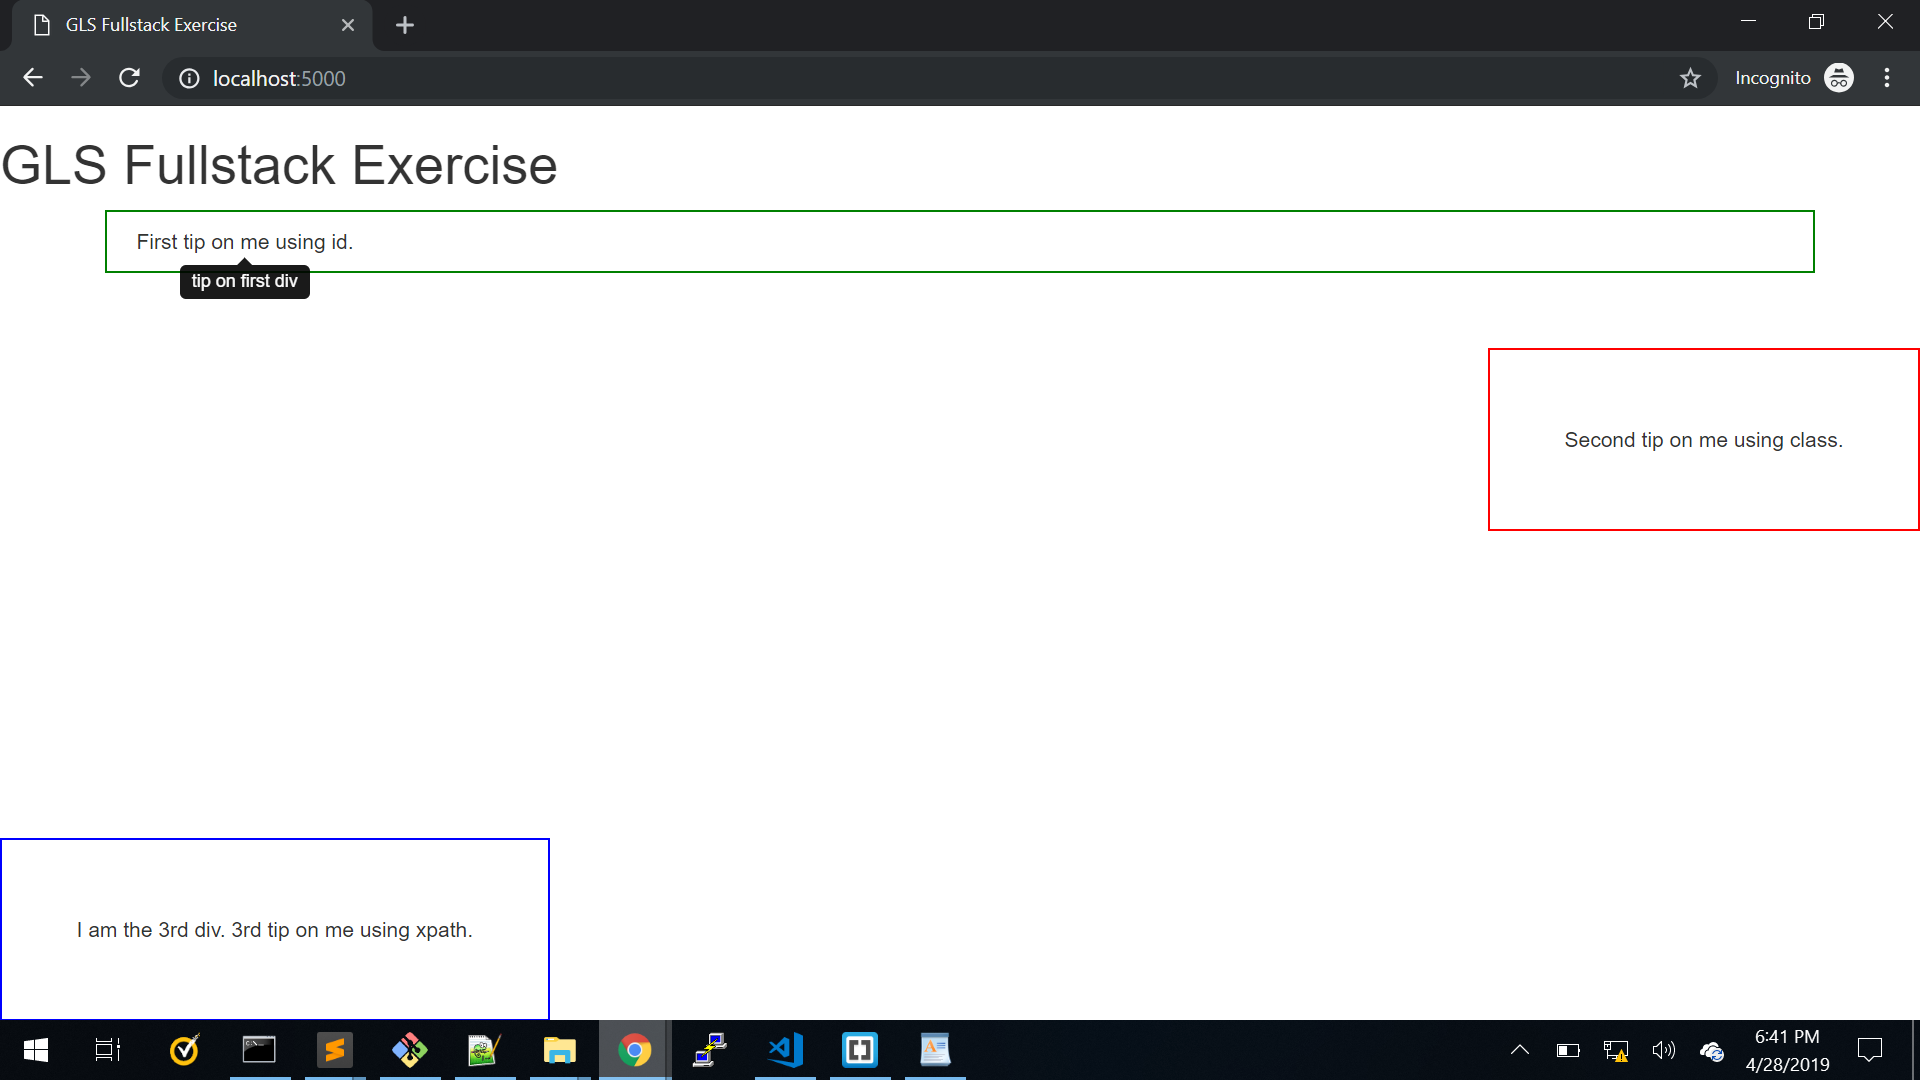 GLS Fullstack Exercise
localhost:5000
Incognito
GLS Fullstack Exercise
First tip on me using id.
tip on first div
Second tip on me using class.
I am the 3rd div. 3rd tip on me using xpath.
6:41 PM
4/28/2019